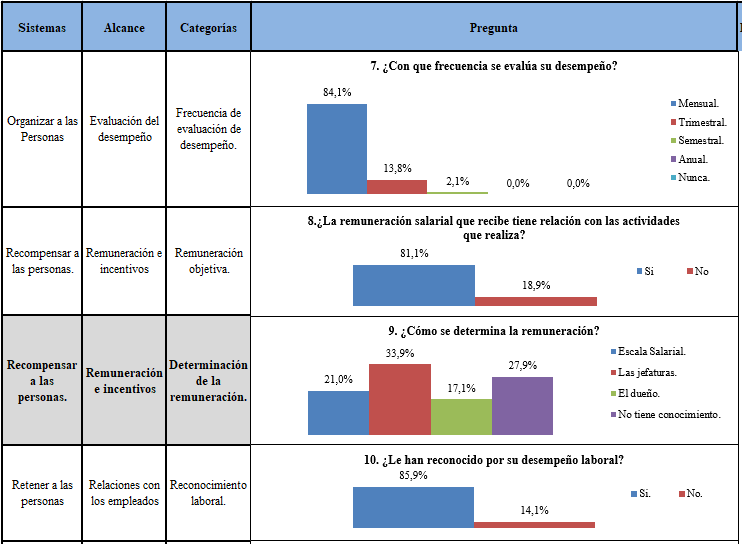 Sistemas
Alcance
Categorías
Pregunta
Organizar a las
Personas
Evaluación del
desempeño
Frecuencia de
evaluación de
desempeño.
7. ¿Con que frecuencia se evalúa su desempeño?
84,1%
13,8%
2,1%
0,0%
0,0%
Mensual.
Trimestral.
Semestral.
Anual.
Nunca.
Recompensar a
las personas.
Remuneración e
incentivos
Remuneración
objetiva.
8.¿La remuneración salarial que recibe tiene relación con las actividades
que realiza?
81,1%
18,9%
Si
No
Recompensar
a las
personas.
Remuneración
e incentivos
Determinación
de la
remuneración.
9. ¿Cómo se determina la remuneración?
21,0%
33,9%
17,1%
27,9%
Escala Salarial.
Las jefaturas.
El dueño.
No tiene conocimiento.
Retener a las
personas
Relaciones con
los empleados
Reconocimiento
laboral.
10. ¿Le han reconocido por su desempeño laboral?
85,9%
14,1%
Si.
No.